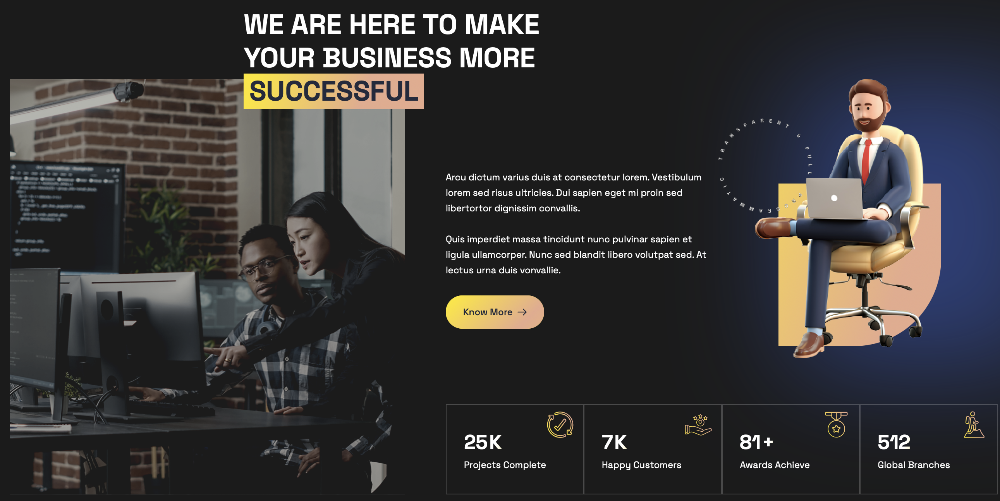 WE ARE HERE TO MAKE
YOUR BUSINESS MORE
SUCCESSFUL
TRANSFARENT & FULL PROGRAMMATIC
Arcu dictum varius duis at consectetur lorem. Vestibulum
lorem sed risus ultricies. Dui sapien eget mi proin sed
libertortor dignissim convallis.
Quis imperdiet massa tincidunt nunc pulvinar sapien et
ligula ullamcorper. Nunc sed blandit libero volutpat sed. At
lectus urna duis vonvallie.
Know More →
25K
Projects Complete
7K
Happy Customers
81+
Awards Achieve
512
Global Branches